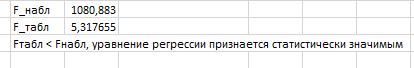 F_набл 1080,883
F_табл 5,317655
Fтабл < Fнабл, уравнение регрессии признается статистически значимым